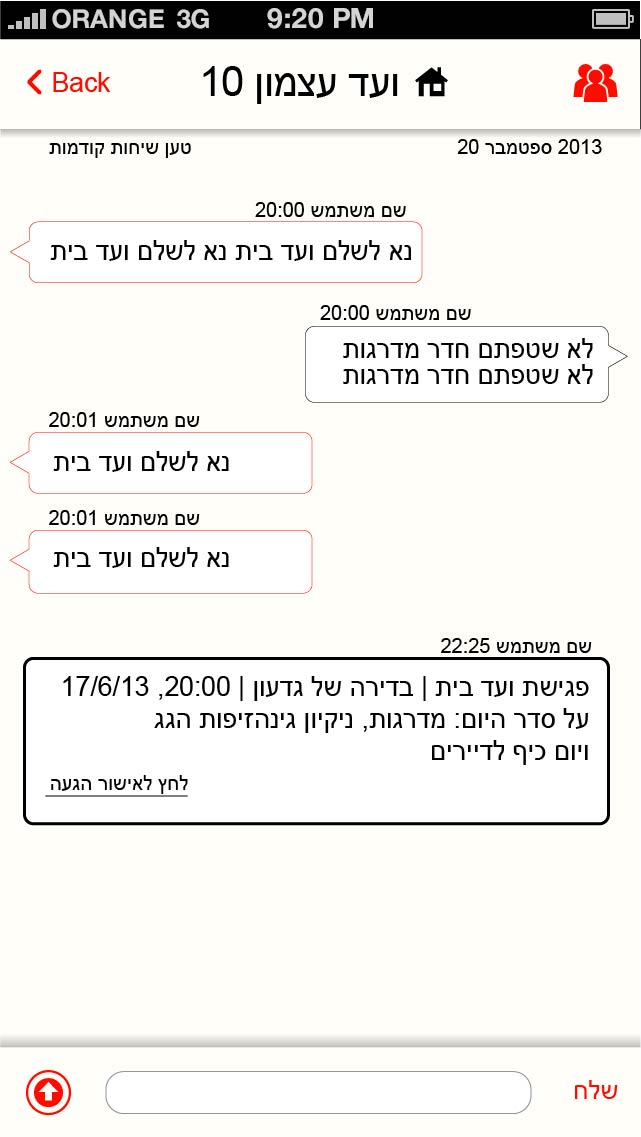 ORANGE 3G 9:20 PM
Back ועד עצמון 10
2013 ספטמבר 20 טען שיחות קודמות
שם משתמש 20:00
נא לשלם ועד בית נא לשלם ועד בית
שם משתמש 20:00
לא שטפתם חדר מדרגות
לא שטפתם חדר מדרגות
שם משתמש 20:01
נא לשלם ועד בית
שם משתמש 20:01
נא לשלם ועד בית
שם משתמש 22:25
פגישת ועד בית | בדירה של גדעון | 20:00, 17/6/13
על סדר היום: מדרגות, ניקיון גינהזיפות הגג
ויום כיף לדיירים
לחץ לאישור הגעה
שלח